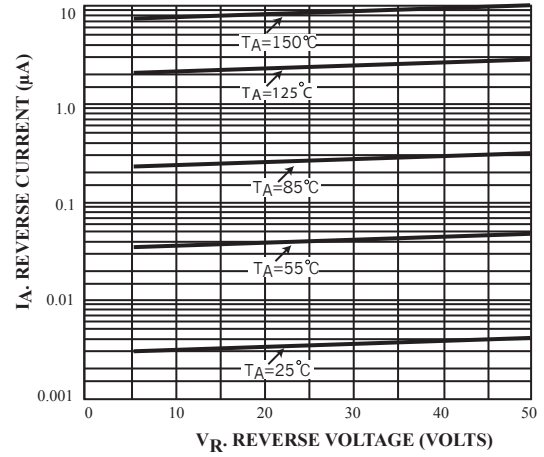 10
TA=150°C
TA=125°C
1.0
TA=85°C
0.1
TA=55°C
0.01
TA=25°C
0.001
0 10 20 30 40 50
IA. REVERSE CURRENT (μA)
VR. REVERSE VOLTAGE (VOLTS)